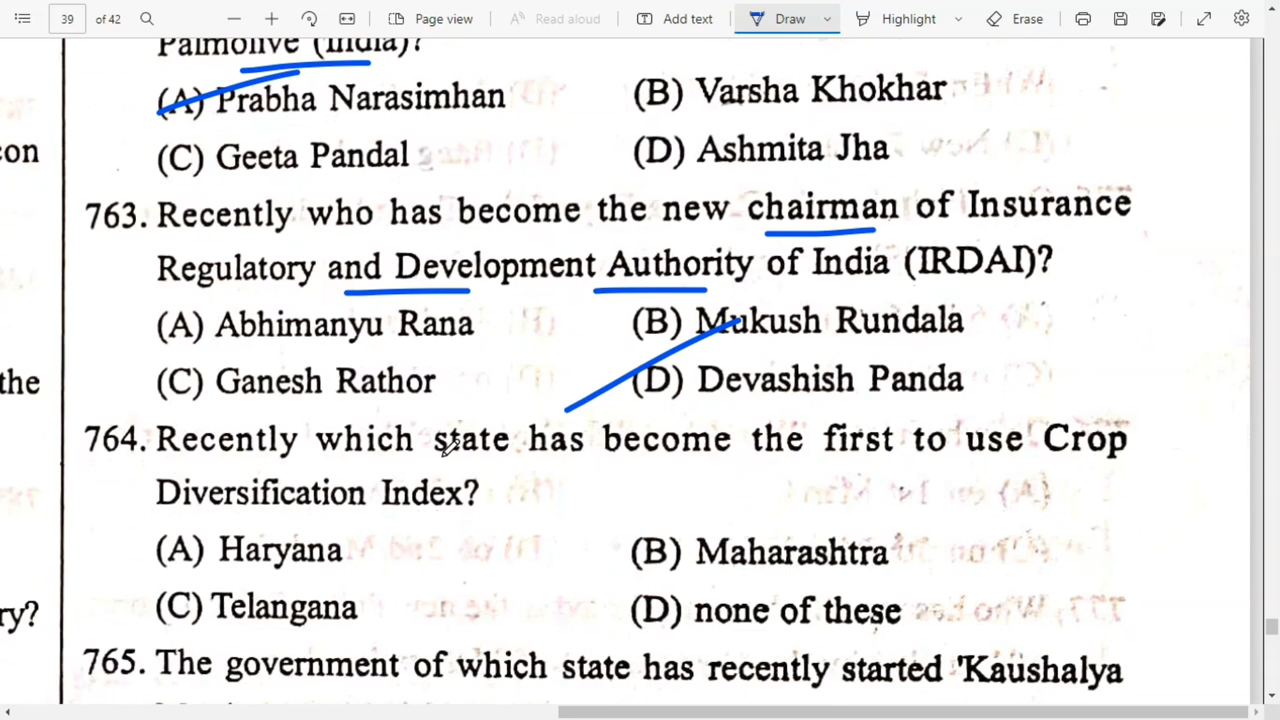 39 of 42 Page view Read aloud Add text Draw Highlight Erase
Palmolive (India)?
(A) Prabha Narasimhan (B) Varsha Khokhar
con
(C) Geeta Pandal (D) Ashmita Jha
763. Recently who has become the new chairman of Insurance
Regulatory and Development Authority of India (IRDAI)?
(A) Abhimanyu Rana (B) Mukush Rundala
the
(C) Ganesh Rathor (D) Devashish Panda
764. Recently which state has become the first to use Crop
Diversification Index?
(A) Haryana (B) Maharashtra
ry?
(C) Telangana (D) none of these
765. The government of which state has recently started 'Kaushalya